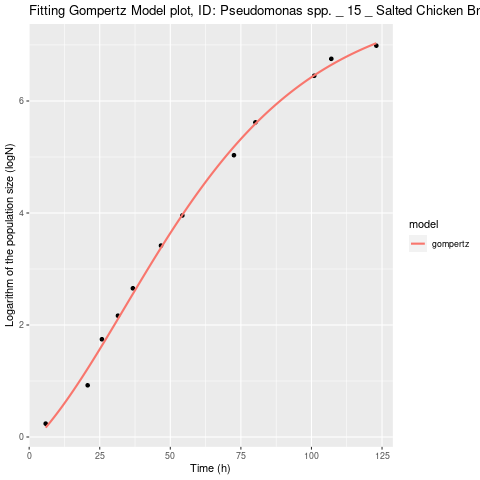 Fitting Gompertz Model plot, ID: Pseudomonas spp. _ 15 _ Salted Chicken Br
Logarithm of the population size (logN)
6
4
2
0
0 25 50 75 100 125
Time (h)
model
gompertz